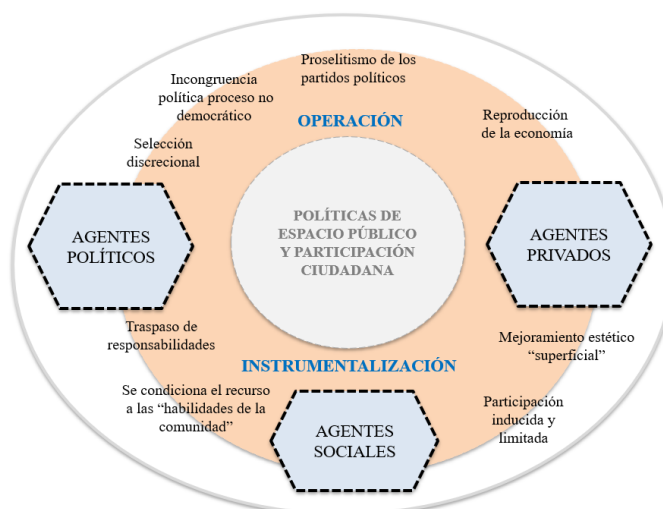 Proselitismo de los
partidos políticos
Incongruencia
política proceso no
democrático
OPERACIÓN
Reproducción
de la economía
Selección
discrecional
AGENTES
POLÍTICOS
POLÍTICAS DE
ESPACIO PÚBLICO
Y PARTICIPACIÓN
CIUDADANA
AGENTES
PRIVADOS
Traspaso de
responsabilidades
Mejoramiento estético
“superficial”
INSTRUMENTALIZACIÓN
Se condiciona el recurso
a las “habilidades de la
comunidad”
AGENTES
SOCIALES
Participación
inducida y
limitada